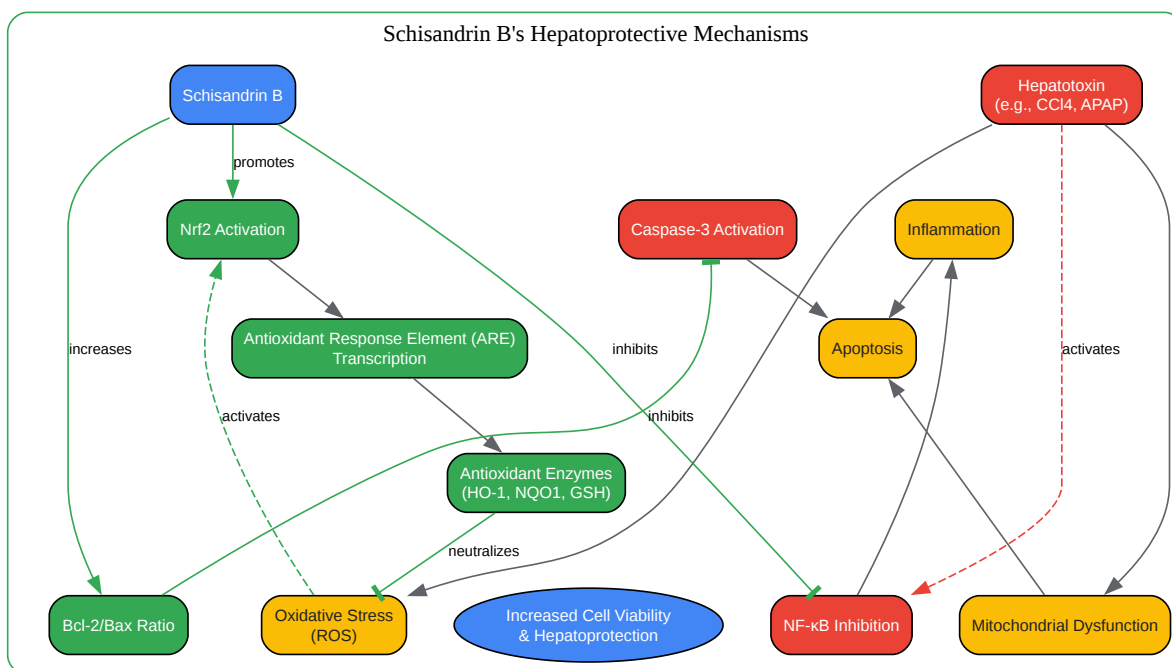 Schisandrin B's Hepatoprotective Mechanisms
Schisandrin B
Hepatotoxin
(e.g., CCl4, APAP)
promotes
Nrf2 Activation
Caspase-3 Activation
Inflammation
Antioxidant Response Element (ARE)
Transcription
increases
inhibits
Apoptosis
activates
activates
inhibits
Antioxidant Enzymes
(HO-1, NQO1, GSH)
neutralizes
Bcl-2/Bax Ratio
Oxidative Stress
(ROS)
Increased Cell Viability
& Hepatoprotection
NF-κB Inhibition
Mitochondrial Dysfunction